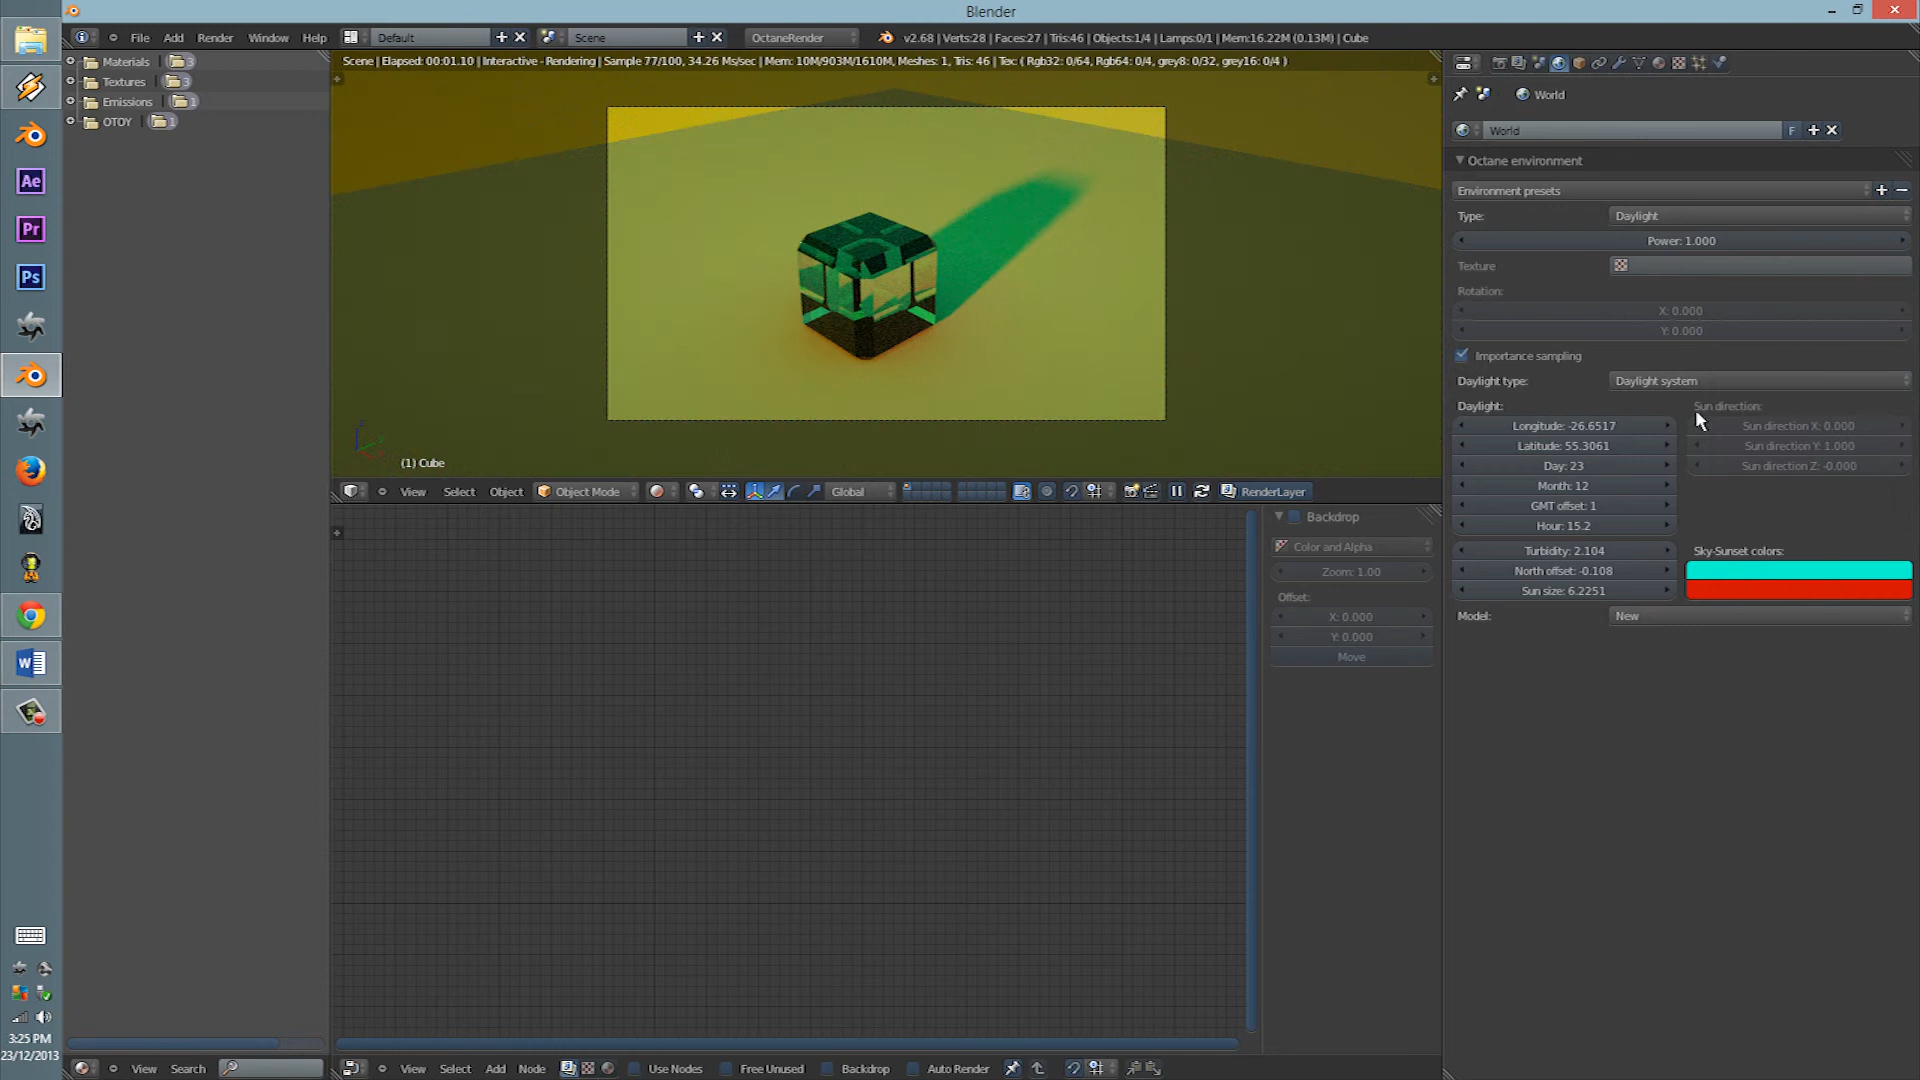 Blender
File Add Render Window Help Default Scene OctaneRender v2.68 | Verts:28 | Faces:27 | Tris:46 | Objects:1/4 | Lamps:0/1 | Mem:16.22M (0.13M) | Cube
Materials 3
Textures 3
Emissions 1
OTOY 1
Scene | Elapsed: 00:01.10 | Interactive - Rendering | Sample 77/100, 34.26 Ms/sec | Mem: 10M/903M/1610M, Meshes: 1, Tris: 46 | Tex: ( Rgb32: 0/64, Rgb64: 0/4, grey8: 0/32, grey16: 0/4 )
(1) Cube
View Select Object Object Mode Global RenderLayer
Backdrop
Color and Alpha
Zoom: 1.00
Offset:
X: 0.000
Y: 0.000
Move
World
World F
Octane environment
Environment presets
Type: Daylight
Power: 1.000
Texture
Rotation:
X: 0.000
Y: 0.000
Importance sampling
Daylight type: Daylight system
Daylight: Sun direction:
Longitude: -26.6517 Sun direction X: 0.000
Latitude: 55.3061 Sun direction Y: 1.000
Day: 23 Sun direction Z: -0.000
Month: 12
GMT offset: 1
Hour: 15.2
Turbidity: 2.104 Sky-Sunset colors:
North offset: -0.108
Sun size: 6.2251
Model: New
Ae
Pr
Ps
W
3:25 PM
23/12/2013
View Search
View Select Add Node Use Nodes Free Unused Backdrop Auto Render